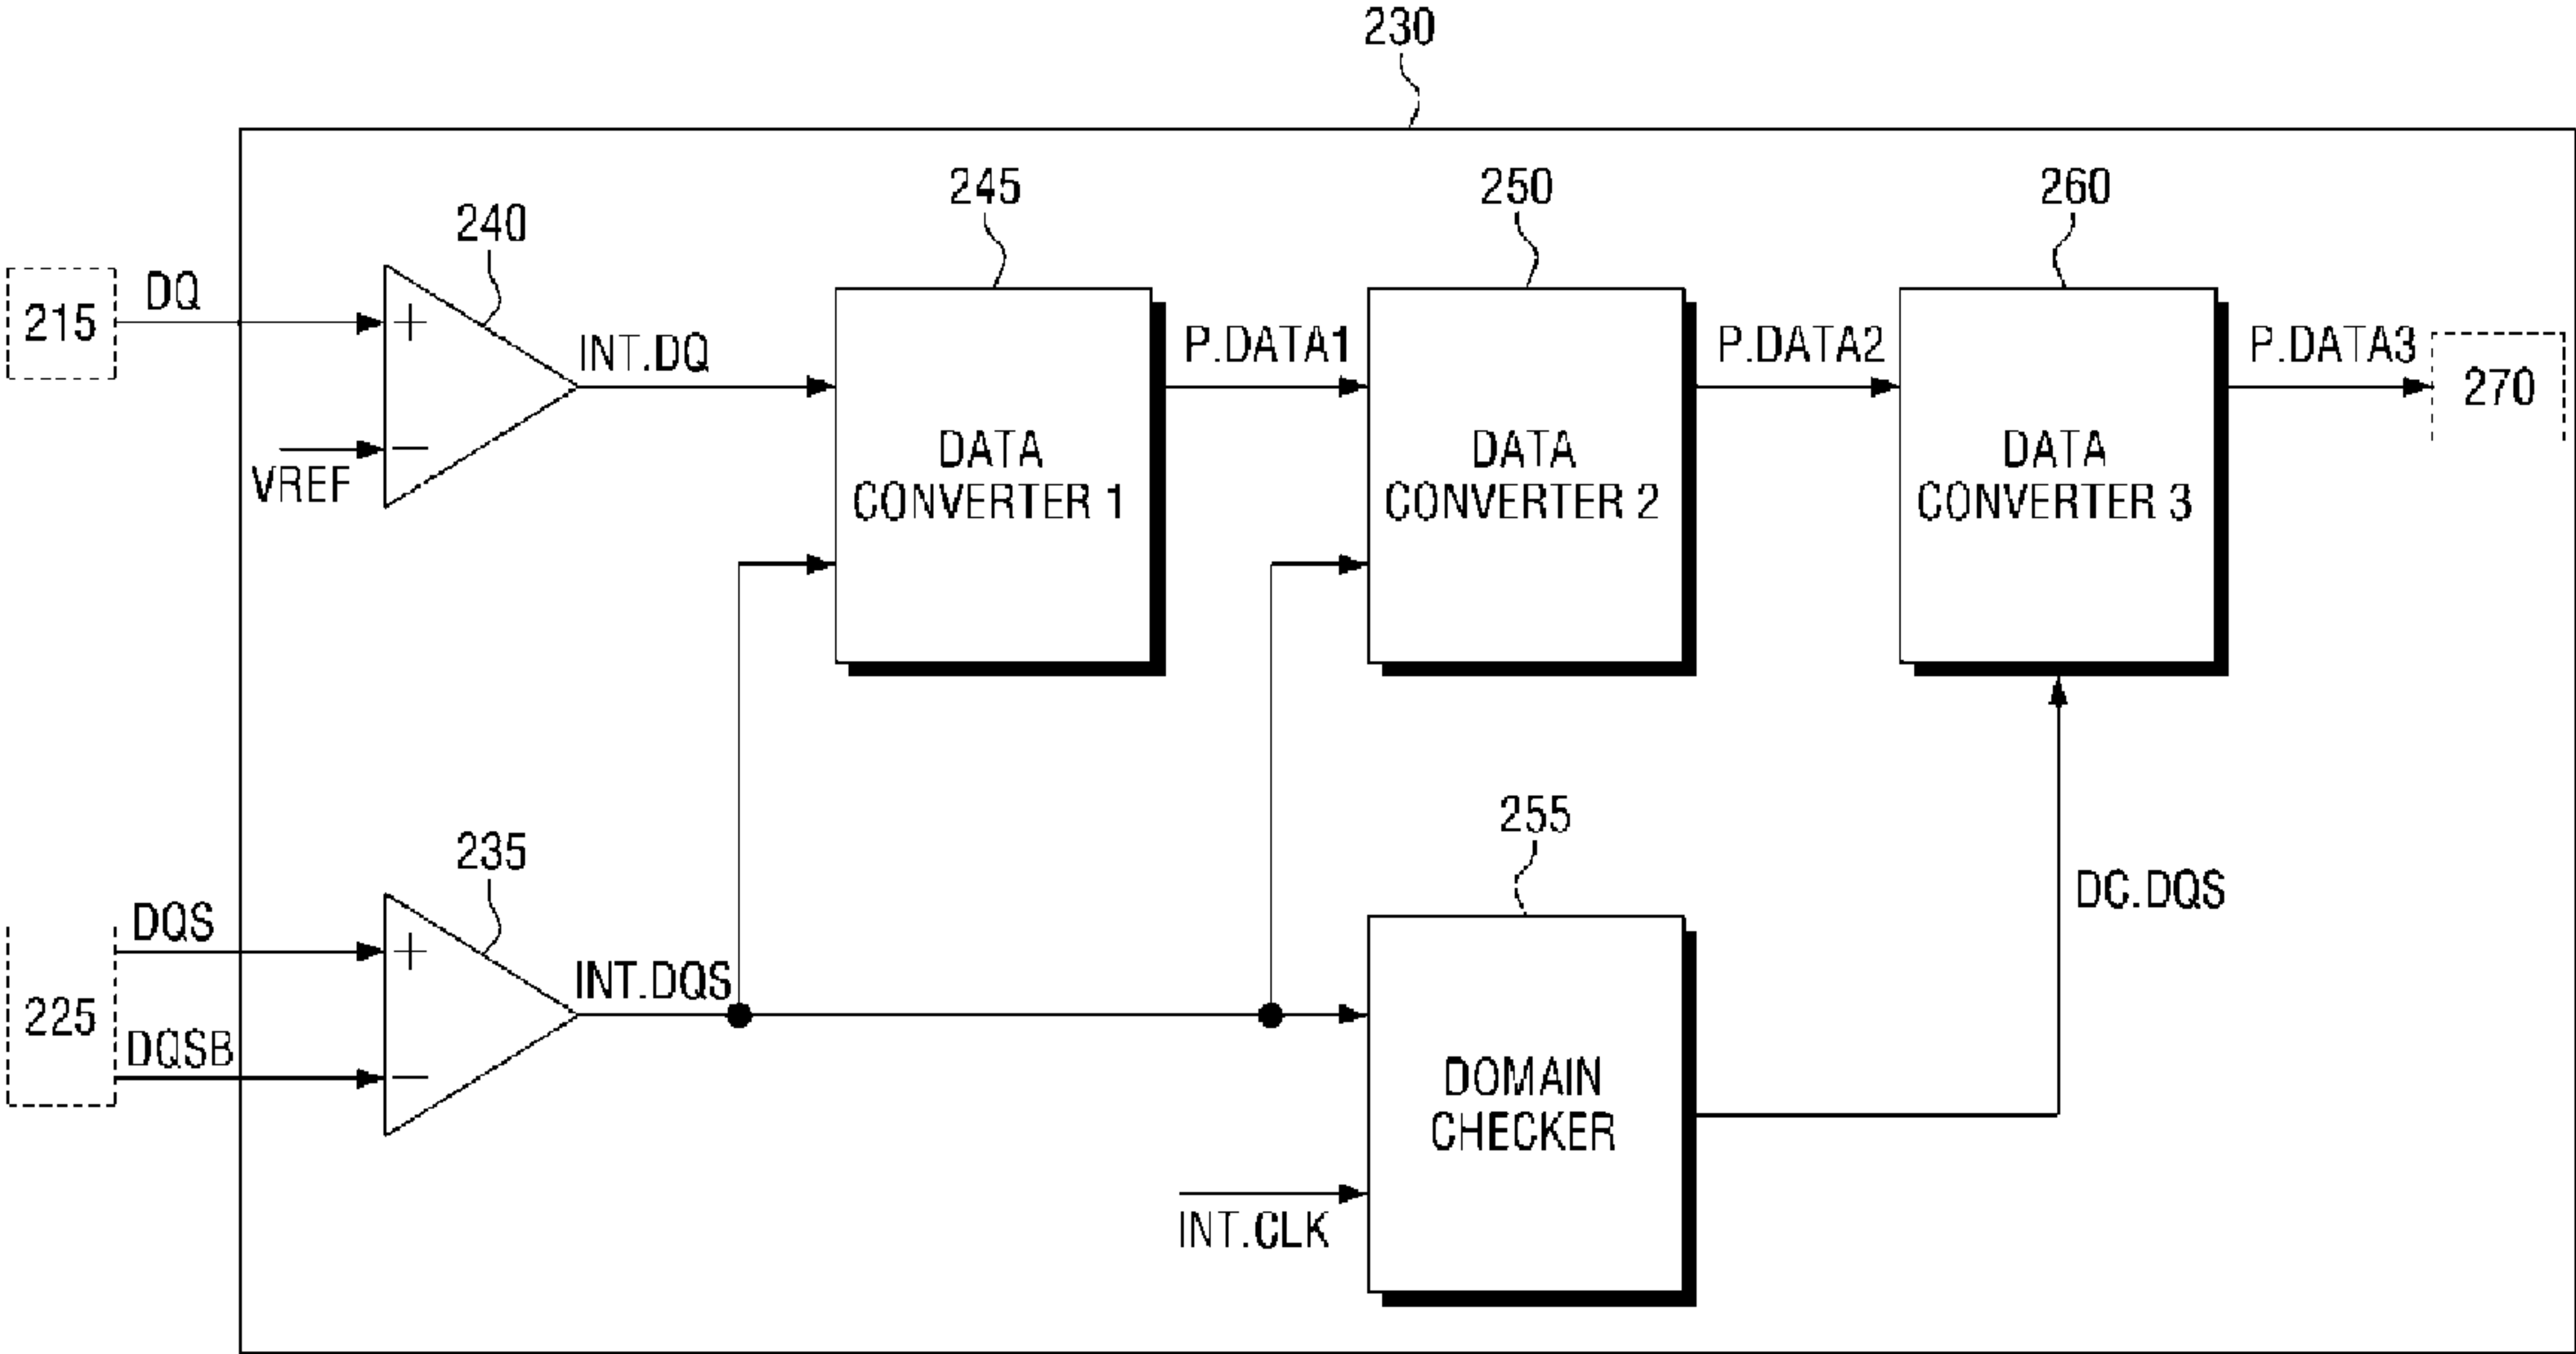 230
245
250
260
240
215
DQ
+
INT.DQ
P.DATA1
P.DATA2
P.DATA3
270
−
VREF
DATA
CONVERTER 1
DATA
CONVERTER 2
DATA
CONVERTER 3
255
235
DC.DQS
DQS
+
INT.DQS
225
DQSB
−
DOMAIN
CHECKER
INT.CLK